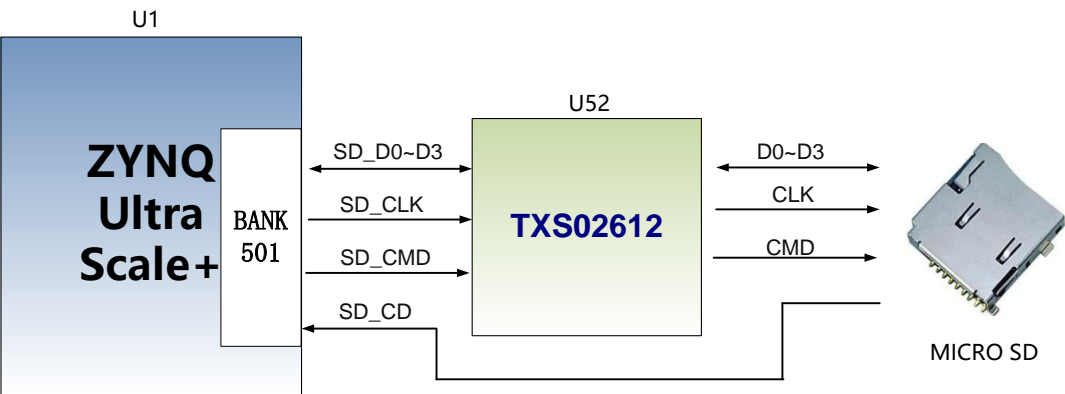 U1
U52
ZYNQ
Ultra
Scale+
BANK
501
SD_D0~D3
SD_CLK
SD_CMD
SD_CD
TXS02612
D0~D3
CLK
CMD
MICRO SD